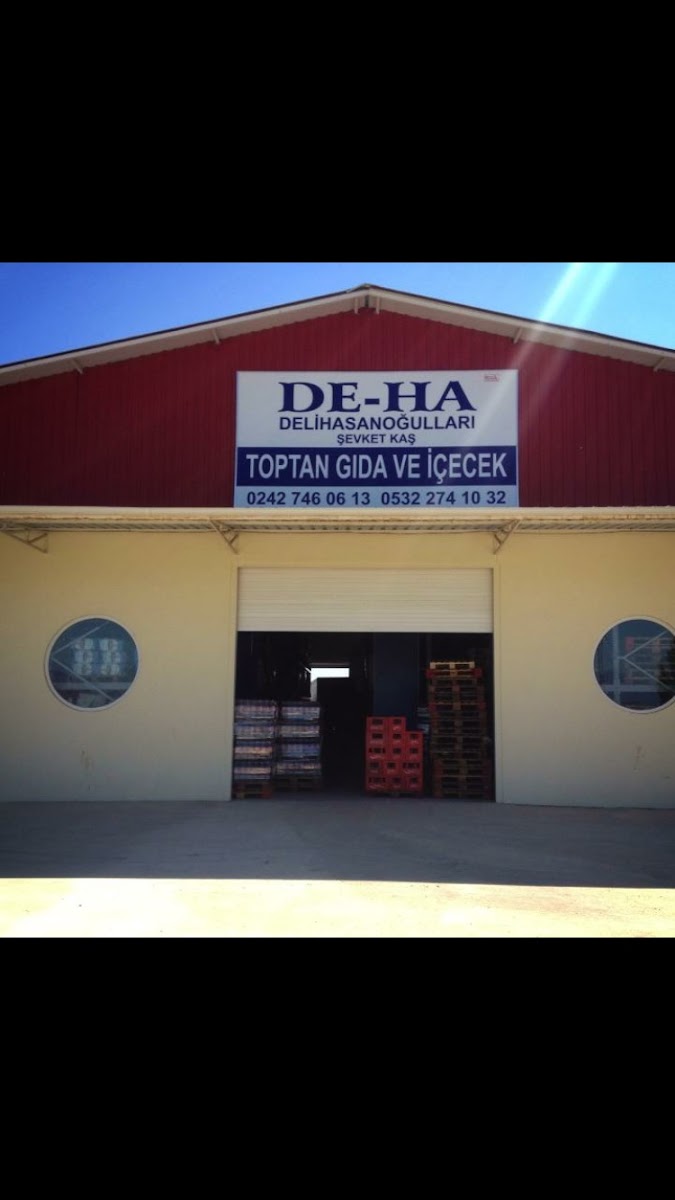 DE-HA
DELİHASANOĞULLARI
ŞEVKET KAŞ
TOPTAN GIDA VE İÇECEK
0242 746 06 13 0532 274 10 32